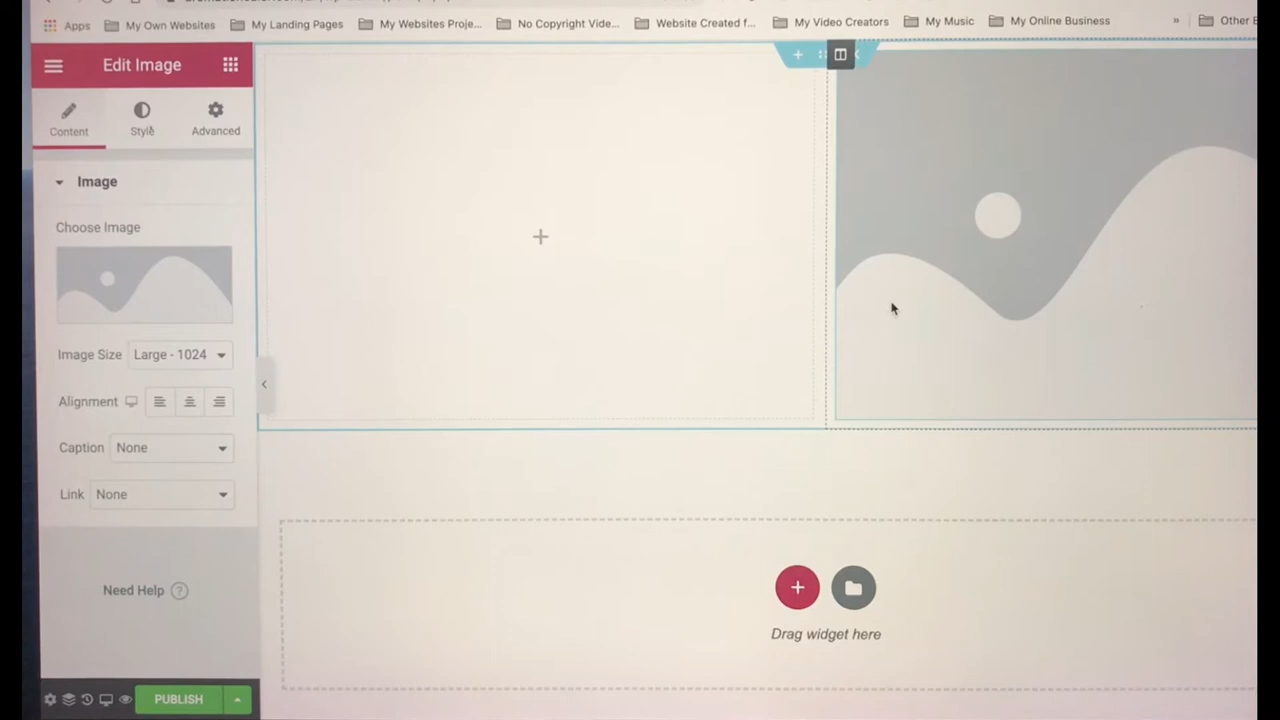 Apps
My Own Websites
My Landing Pages
My Websites Proje...
No Copyright Vide...
Website Created f...
My Video Creators
My Music
My Online Business
»
Other
Edit Image
Content
Style
Advanced
Image
Choose Image
Image Size
Large - 1024
Alignment
Caption
None
Link
None
Need Help ?
PUBLISH
Drag widget here